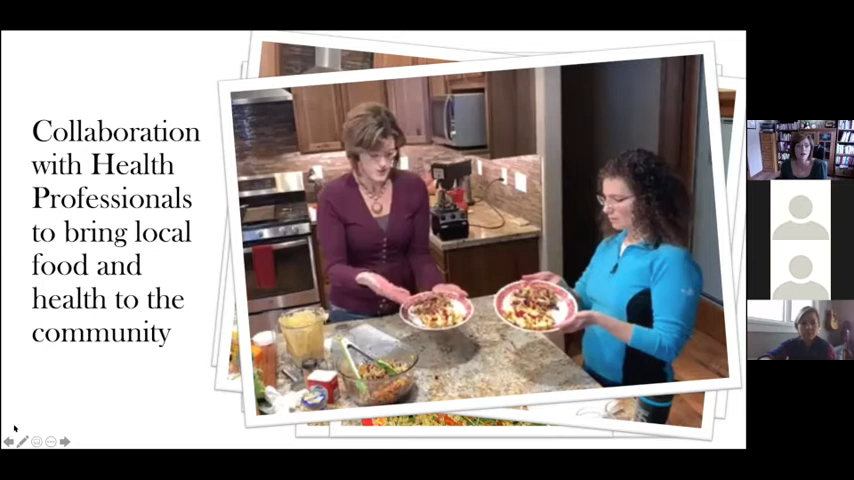 Collaboration
with Health
Professionals
to bring local
food and
health to the
community